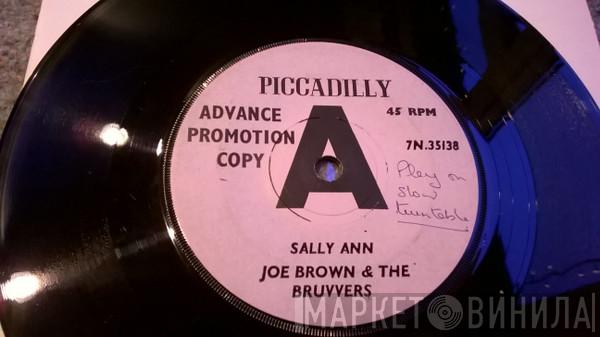 PICCADILLY
ADVANCE
PROMOTION
COPY
A
45 RPM
7N.35138
Play on
slow
turntable
SALLY ANN
JOE BROWN & THE
BRUVVERS
МАРКЕТ ВИНИЛА